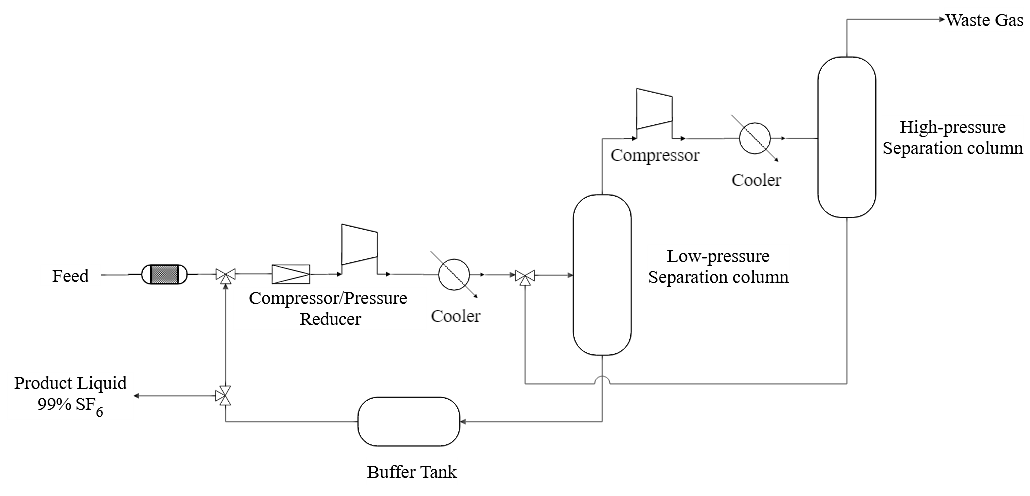 Waste Gas
High-pressure
Separation column
Compressor
Cooler
Low-pressure
Separation column
Feed
Compressor/Pressure
Reducer
Cooler
Product Liquid
99% SF6
Buffer Tank